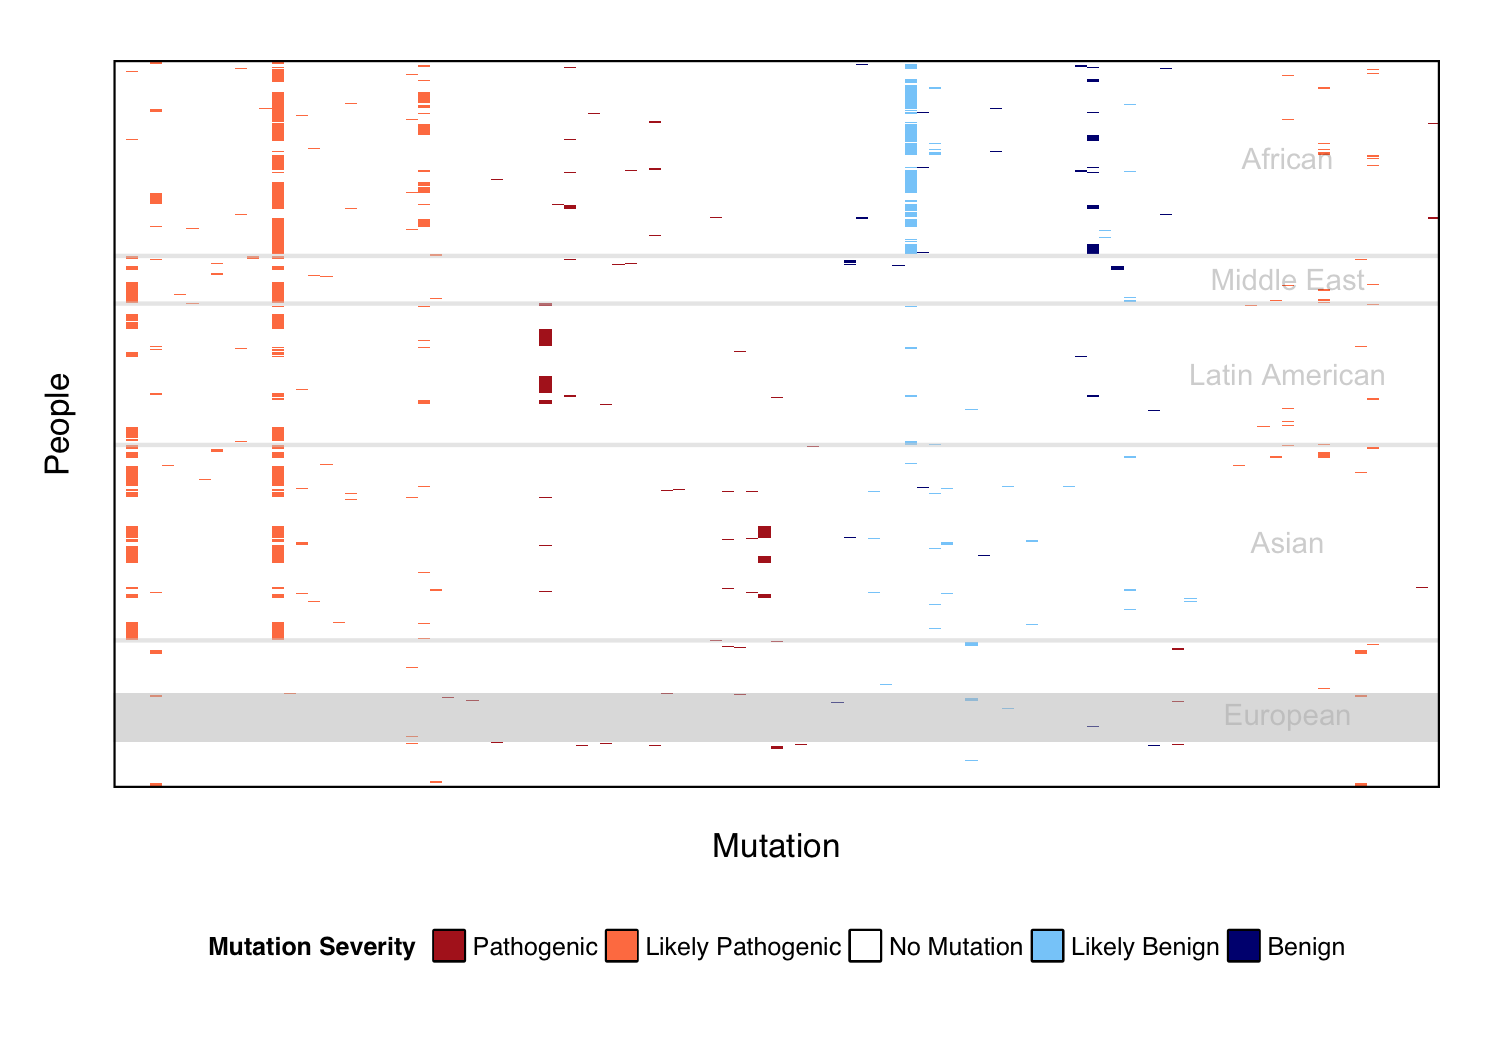 African
Middle East
Latin American
Asian
European
People
Mutation
Mutation Severity Pathogenic Likely Pathogenic No Mutation Likely Benign Benign